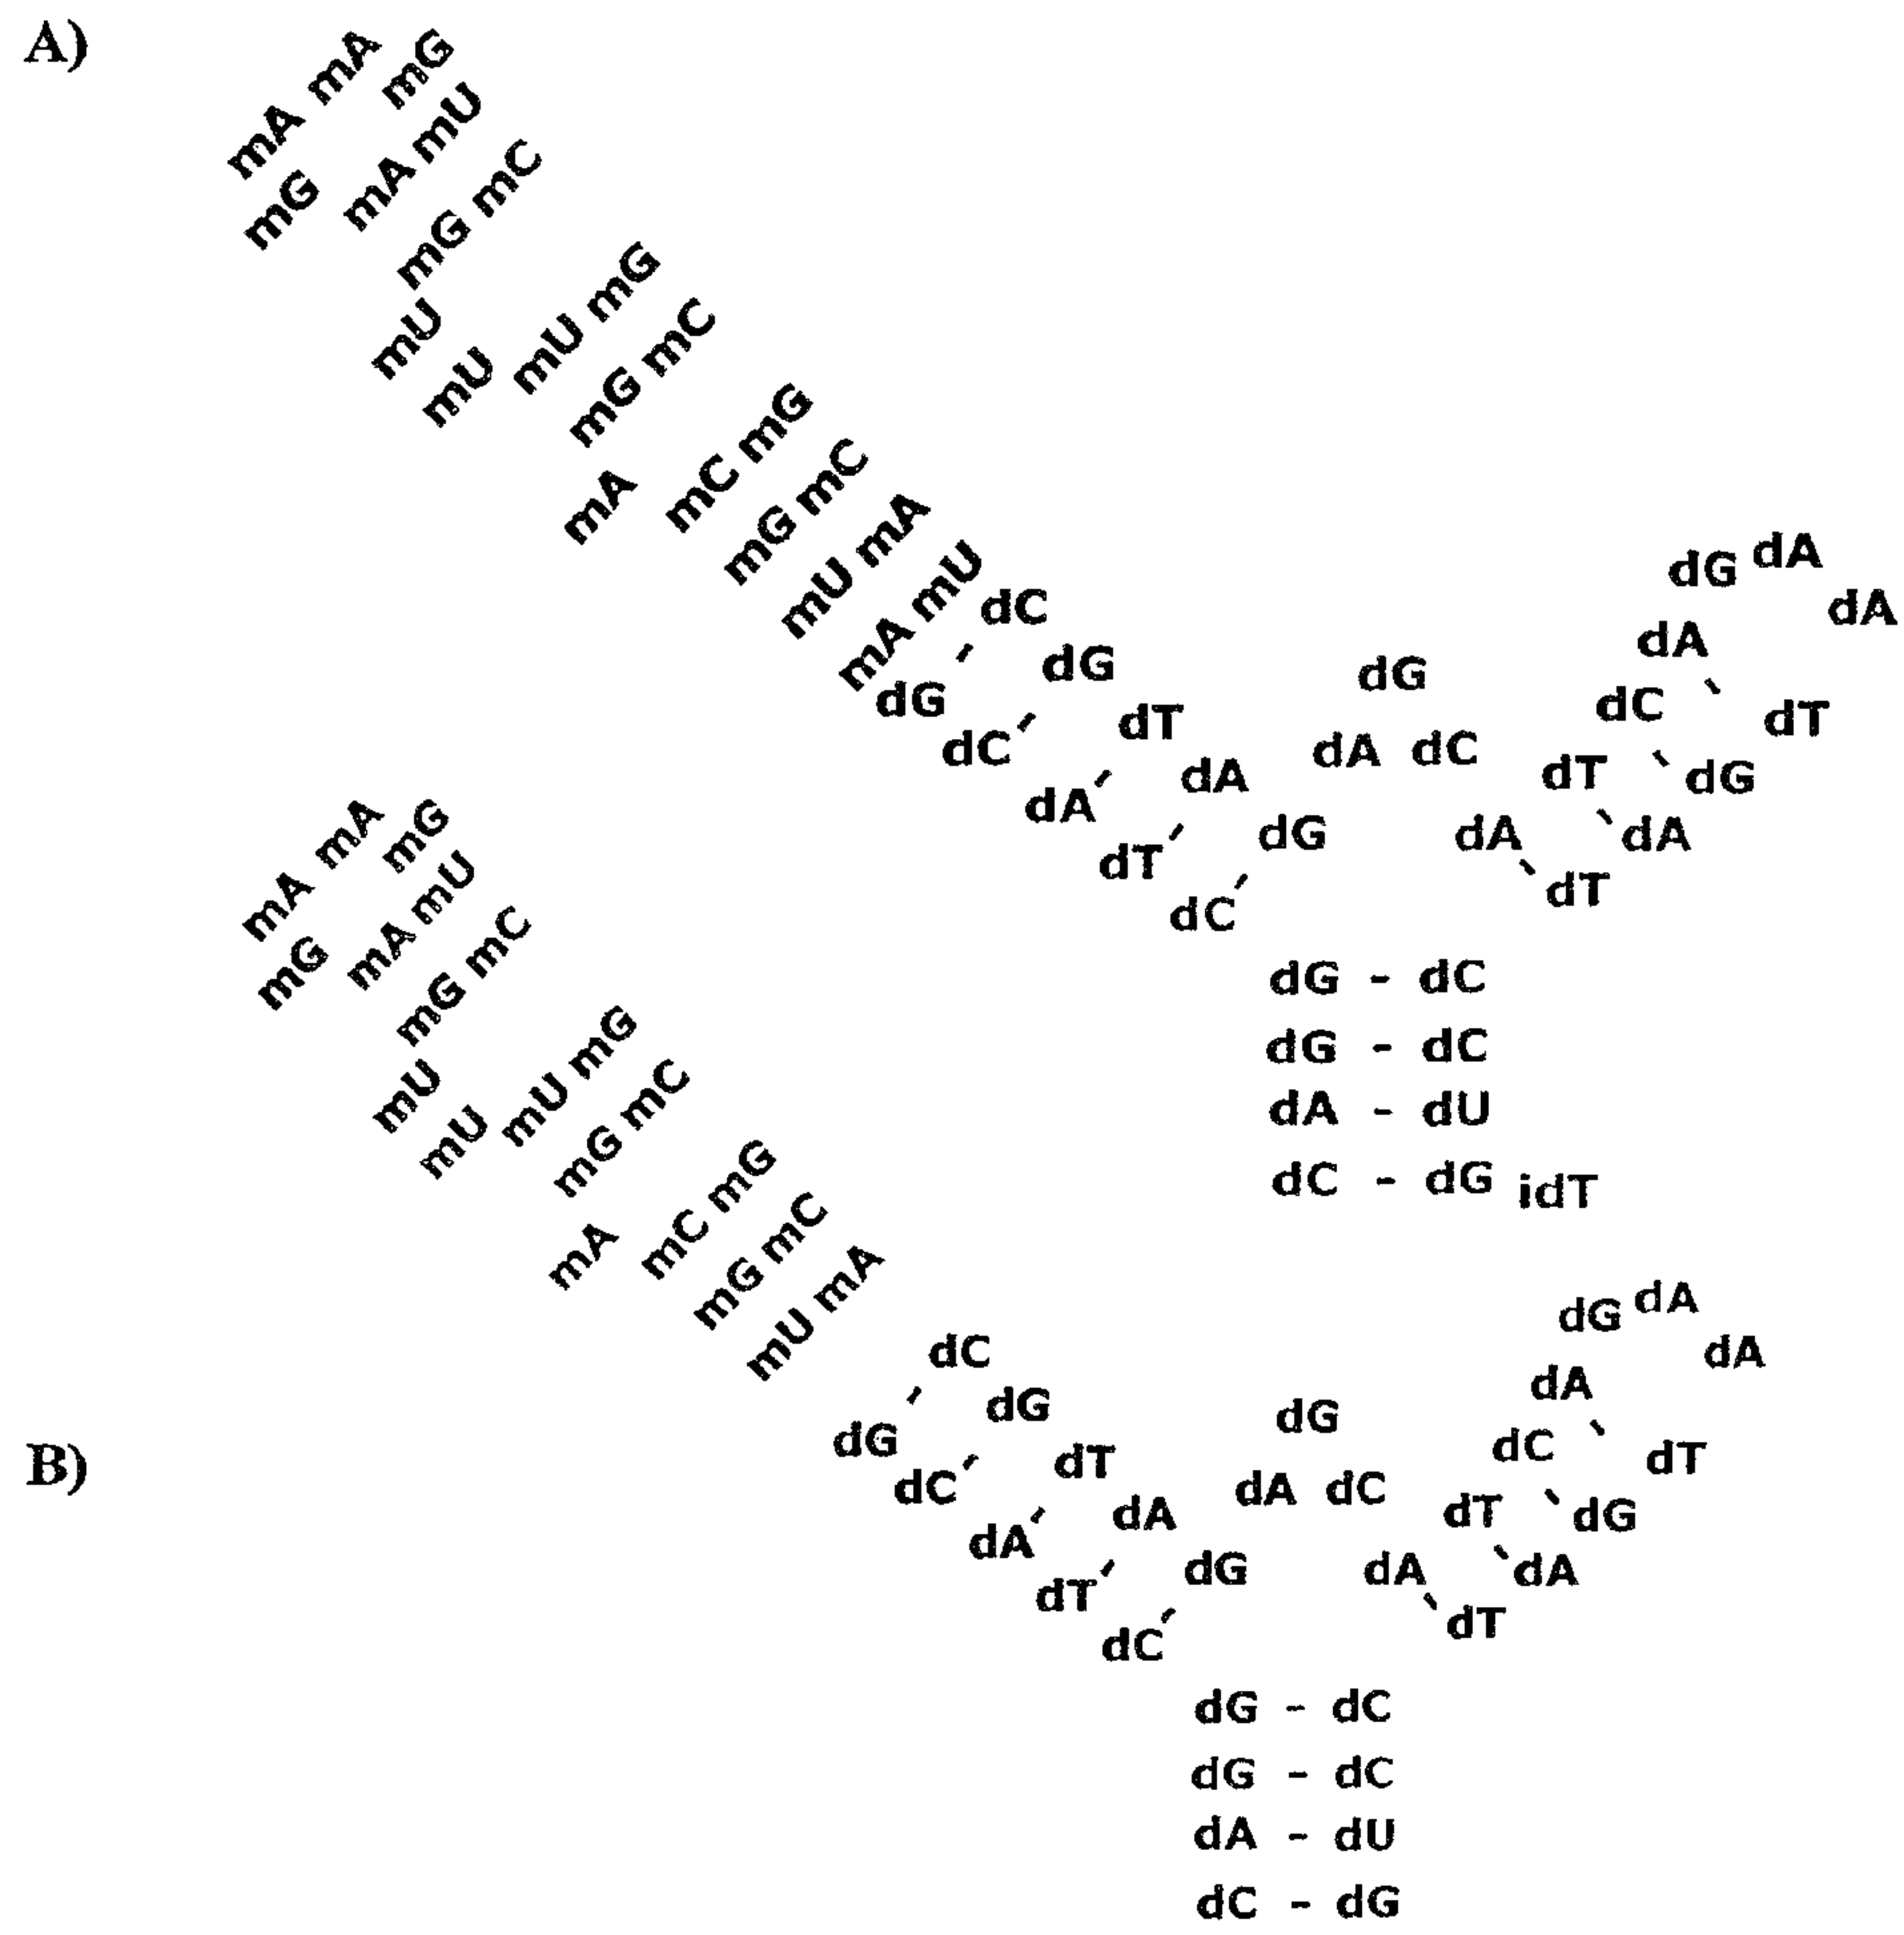 A)
mA mA
mG
mG
mA mU
mG mC
mU
mU
mU mG
mG mC
mA
mC mG
mG mC
mU mA
mA mU
dC
dG
dG
dC
dT
dA
dA
dT
dG
dC
dA
dG
dC
dG
dA
dA
dA
dC
dT
dT
dG
dA
dA
dT
dG - dC
dG - dC
dA - dU
dC - dG idT
mA mA
mG
mG
mA mU
mG mC
mU
mU
mU mG
mG mC
mA
mC mG
mG mC
mU mA
B)
dC
dG
dG
dC
dT
dA
dA
dT
dG
dC
dA
dG
dC
dG
dA
dA
dA
dC
dT
dT
dG
dA
dA
dT
dG - dC
dG - dC
dA - dU
dC - dG